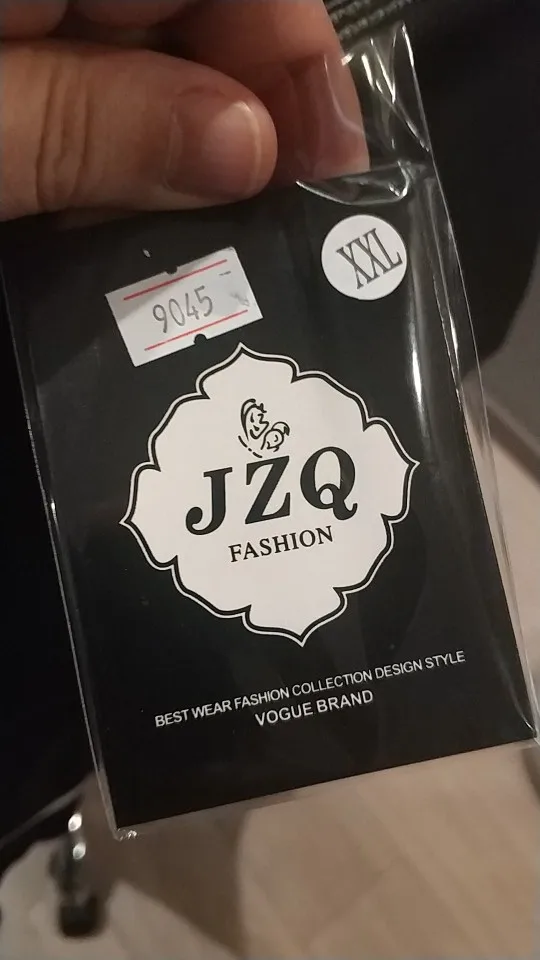 XXL
9045
JZQ
FASHION
BEST WEAR FASHION COLLECTION DESIGN STYLE
VOGUE BRAND